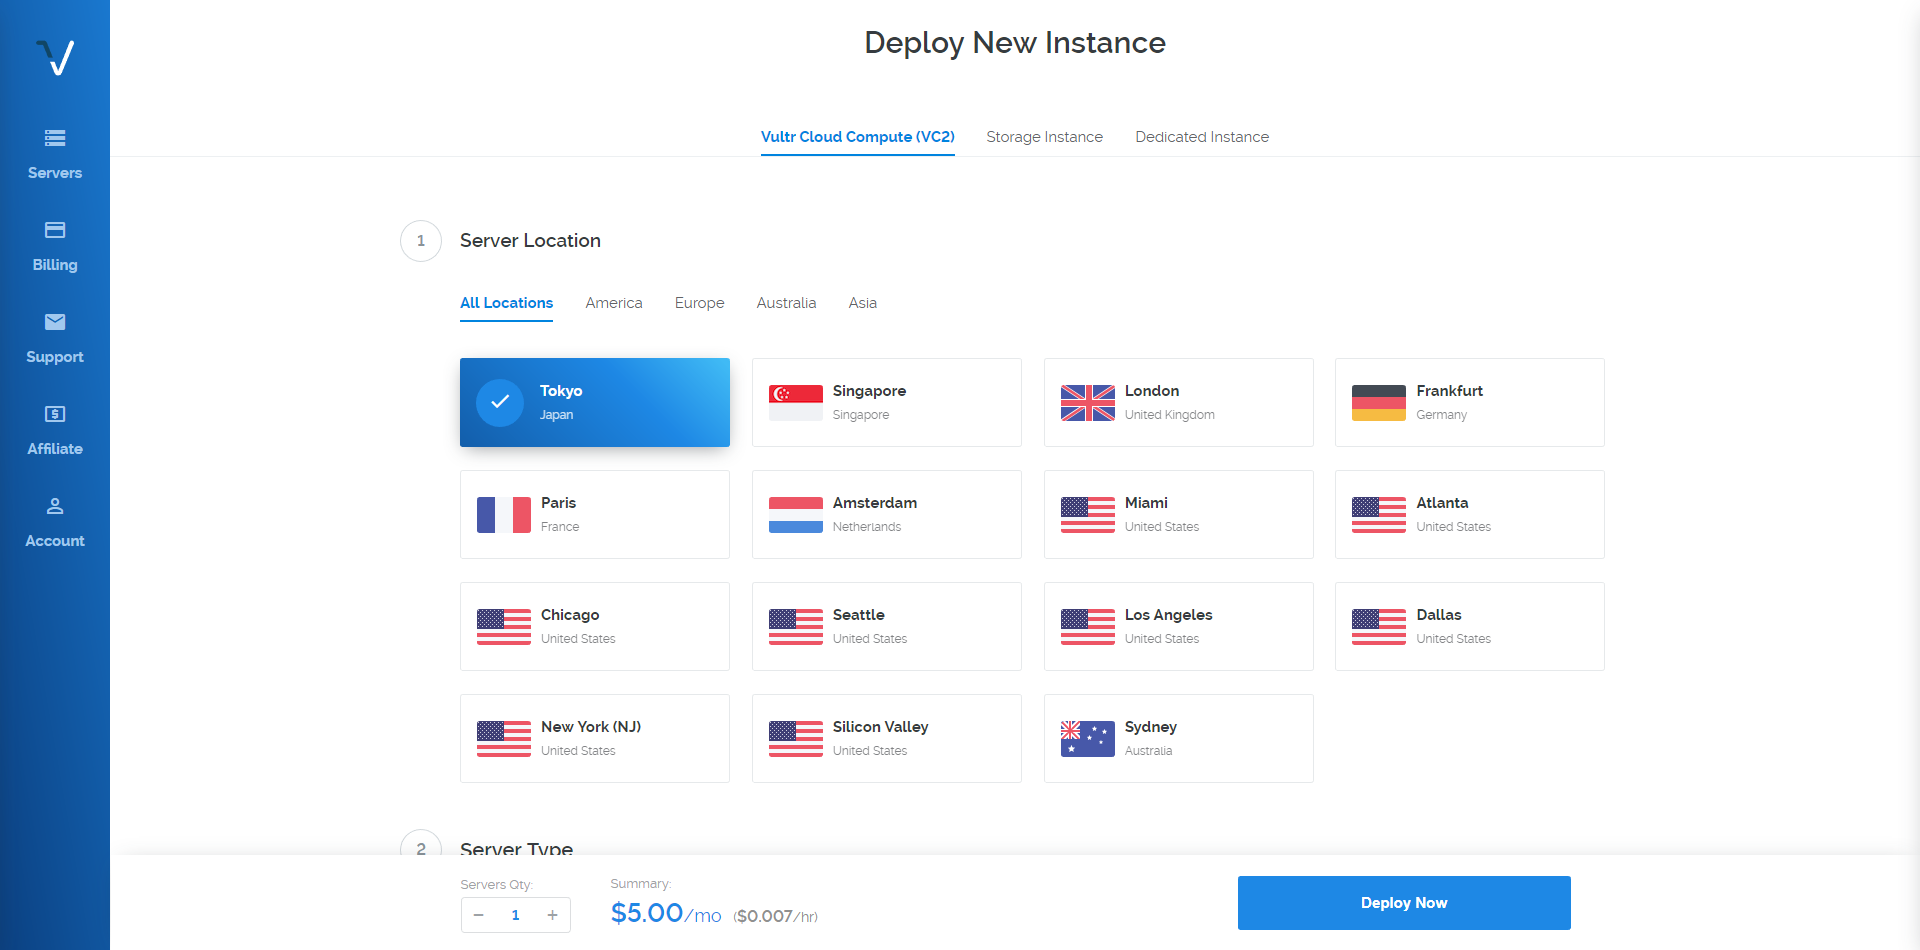 Deploy New Instance
Vultr Cloud Compute (VC2) Storage Instance Dedicated Instance
Servers
Billing
Support
Affiliate
Account
1 Server Location
All Locations America Europe Australia Asia
Tokyo
Japan
Singapore
Singapore
London
United Kingdom
Frankfurt
Germany
Paris
France
Amsterdam
Netherlands
Miami
United States
Atlanta
United States
Chicago
United States
Seattle
United States
Los Angeles
United States
Dallas
United States
New York (NJ)
United States
Silicon Valley
United States
Sydney
Australia
2 Server Type
Servers Qty:
− 1 +
Summary:
$5.00/mo ($0.007/hr)
Deploy Now